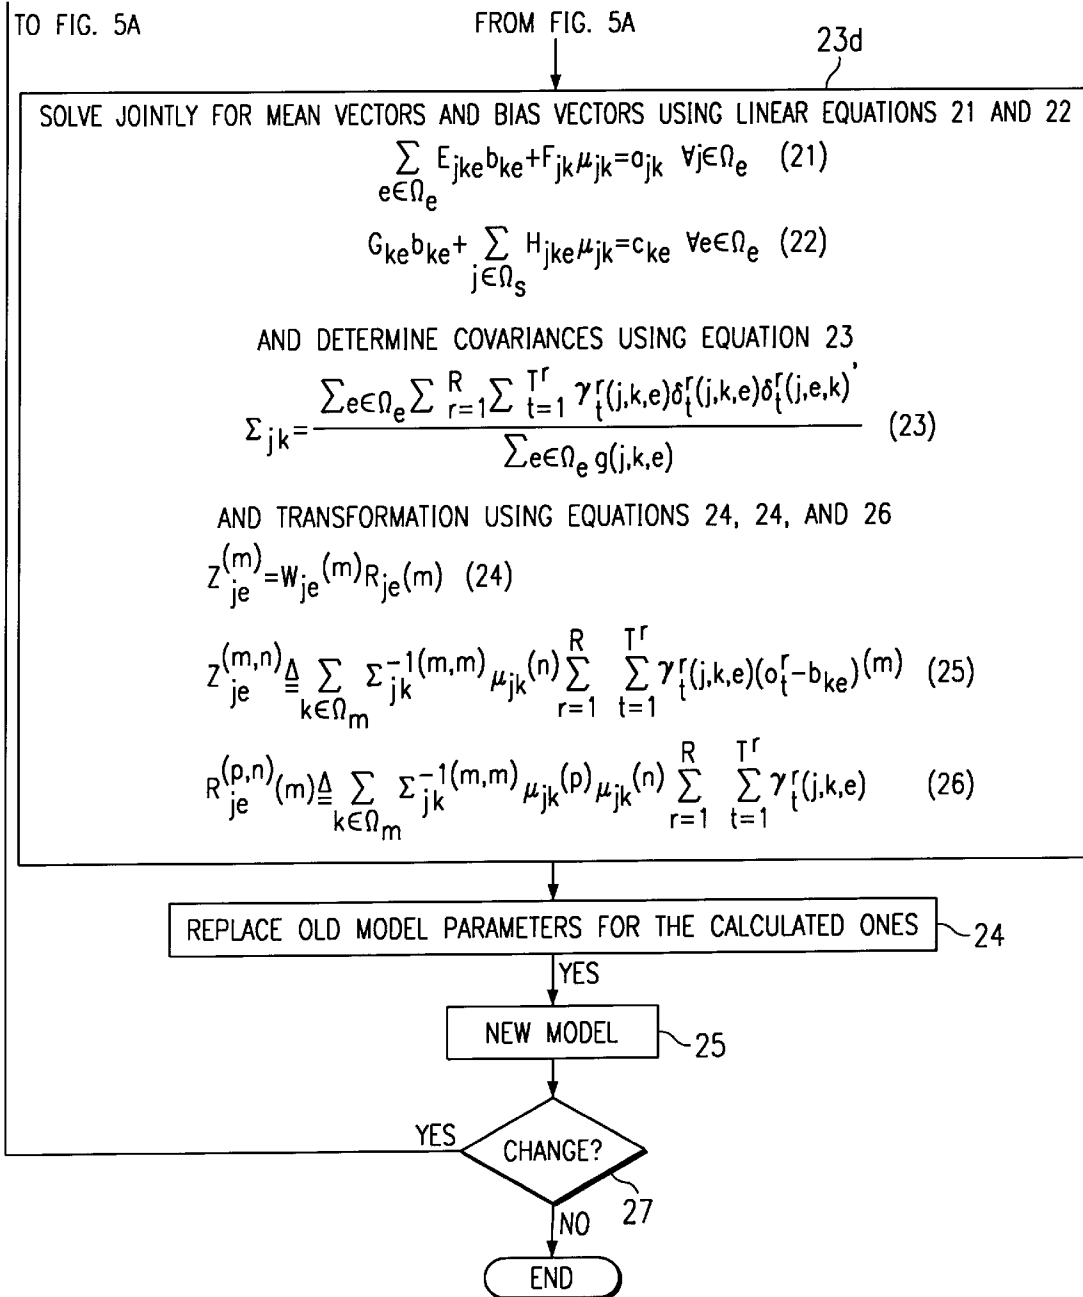 TO FIG. 5A
FROM FIG. 5A
23d
SOLVE JOINTLY FOR MEAN VECTORS AND BIAS VECTORS USING LINEAR EQUATIONS 21 AND 22
∑_{e∈Ω_e} E_{jke} b_{ke} + F_{jk} μ_{jk} = a_{jk} ∀j∈Ω_e (21)
G_{ke} b_{ke} + ∑_{j∈Ω_s} H_{jke} μ_{jk} = c_{ke} ∀e∈Ω_e (22)
AND DETERMINE COVARIANCES USING EQUATION 23
Σ_{jk} = \frac{∑_{e∈Ω_e} ∑_{r=1}^{R} ∑_{t=1}^{T^r} γ_t^r(j,k,e) δ_t^r(j,k,e) δ_t^r(j,e,k)'}{∑_{e∈Ω_e} g(j,k,e)} (23)
AND TRANSFORMATION USING EQUATIONS 24, 24, AND 26
Z_{je}^{(m)} = W_{je}^{(m)} R_{je}(m) (24)
Z_{je}^{(m,n)} ≜ ∑_{k∈Ω_m} Σ_{jk}^{-1(m,m)} μ_{jk}^{(n)} ∑_{r=1}^{R} ∑_{t=1}^{T^r} γ_t^r(j,k,e)(o_t^r - b_{ke})^{(m)} (25)
R_{je}^{(p,n)}(m) ≜ ∑_{k∈Ω_m} Σ_{jk}^{-1(m,m)} μ_{jk}^{(p)} μ_{jk}^{(n)} ∑_{r=1}^{R} ∑_{t=1}^{T^r} γ_t^r(j,k,e) (26)
REPLACE OLD MODEL PARAMETERS FOR THE CALCULATED ONES
24
YES
NEW MODEL
25
YES
CHANGE?
27
NO
END